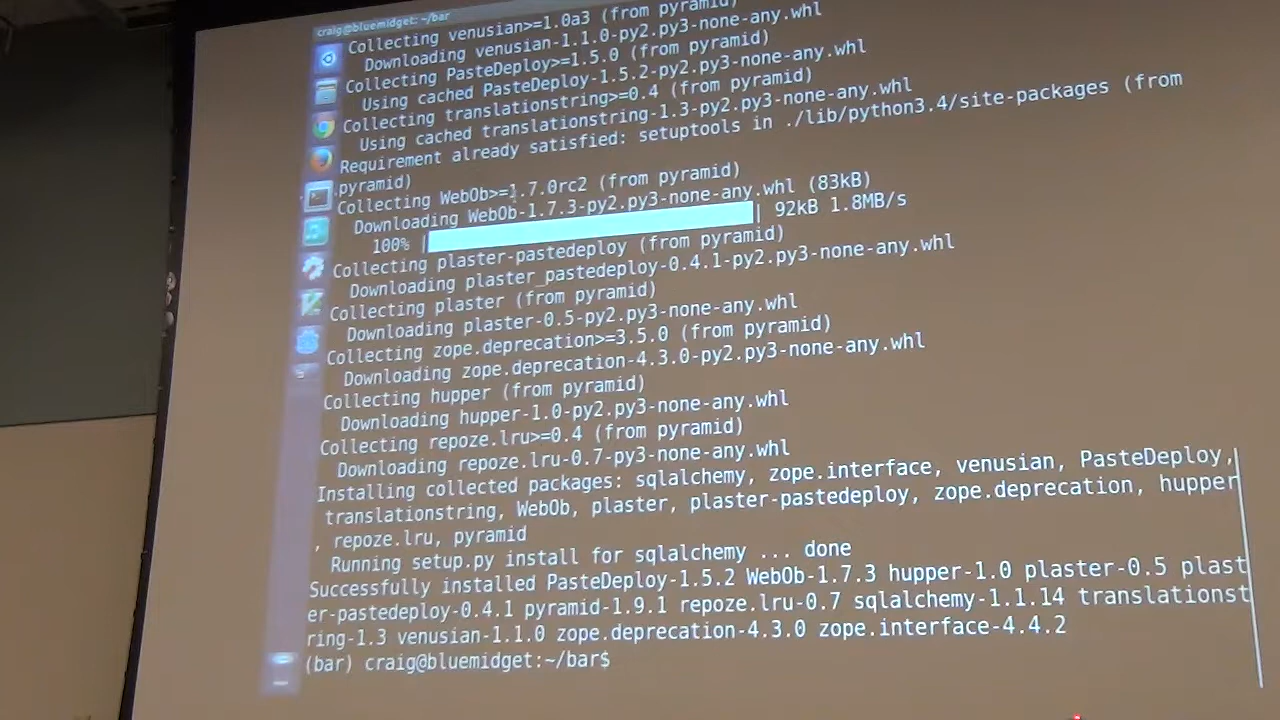 craig@bluemidget: ~/bar
Collecting venusian>=1.0a3 (from pyramid)
Downloading venusian-1.1.0-py2.py3-none-any.whl
Collecting PasteDeploy>=1.5.0 (from pyramid)
Using cached PasteDeploy-1.5.2-py2.py3-none-any.whl
Collecting translationstring>=0.4 (from pyramid)
Using cached translationstring-1.3-py2.py3-none-any.whl
Requirement already satisfied: setuptools in ./lib/python3.4/site-packages (from
pyramid)
Collecting WebOb>=1.7.0rc2 (from pyramid)
Downloading WebOb-1.7.3-py2.py3-none-any.whl (83kB)
100% | | 92kB 1.8MB/s
Collecting plaster-pastedeploy (from pyramid)
Downloading plaster_pastedeploy-0.4.1-py2.py3-none-any.whl
Collecting plaster (from pyramid)
Downloading plaster-0.5-py2.py3-none-any.whl
Collecting zope.deprecation>=3.5.0 (from pyramid)
Downloading zope.deprecation-4.3.0-py2.py3-none-any.whl
Collecting hupper (from pyramid)
Downloading hupper-1.0-py2.py3-none-any.whl
Collecting repoze.lru>=0.4 (from pyramid)
Downloading repoze.lru-0.7-py3-none-any.whl
Installing collected packages: sqlalchemy, zope.interface, venusian, PasteDeploy,
translationstring, WebOb, plaster, plaster-pastedeploy, zope.deprecation, hupper
, repoze.lru, pyramid
Running setup.py install for sqlalchemy ... done
Successfully installed PasteDeploy-1.5.2 WebOb-1.7.3 hupper-1.0 plaster-0.5 plast
er-pastedeploy-0.4.1 pyramid-1.9.1 repoze.lru-0.7 sqlalchemy-1.1.14 translationst
ring-1.3 venusian-1.1.0 zope.deprecation-4.3.0 zope.interface-4.4.2
(bar) craig@bluemidget:~/bar$